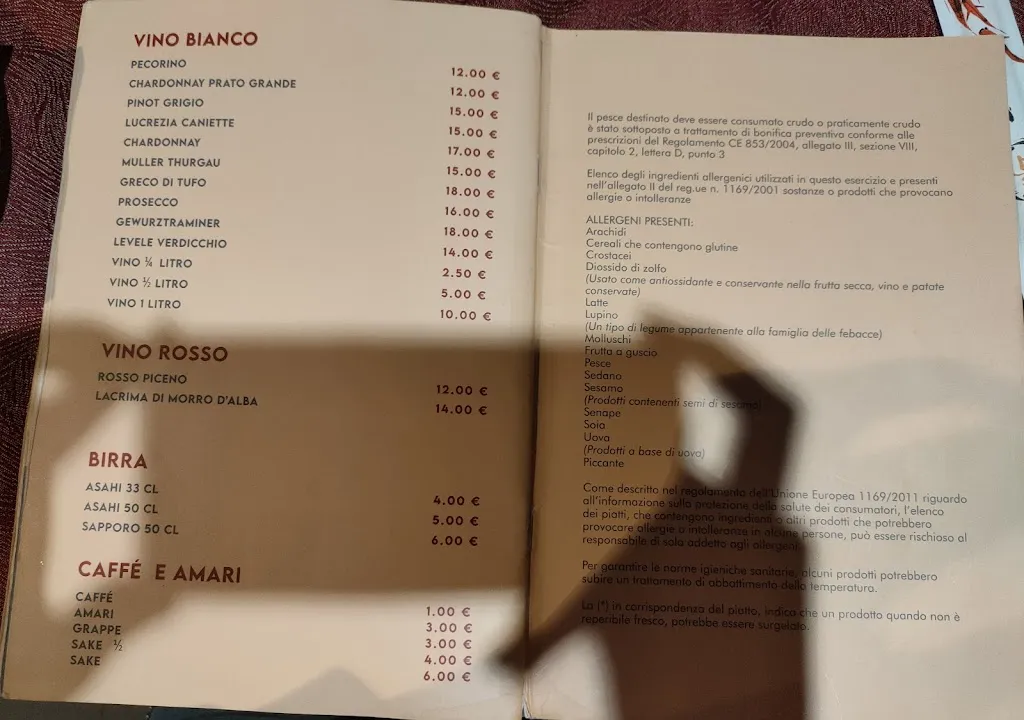 VINO BIANCO
PECORINO 12.00 €
CHARDONNAY PRATO GRANDE 12.00 €
PINOT GRIGIO 15.00 €
LUCREZIA CANIETTE 15.00 €
CHARDONNAY 17.00 €
MULLER THURGAU 15.00 €
GRECO DI TUFO 18.00 €
PROSECCO 16.00 €
GEWURZTRAMINER 18.00 €
LEVELE VERDICCHIO 14.00 €
VINO ¼ LITRO 2.50 €
VINO ½ LITRO 5.00 €
VINO 1 LITRO 10.00 €
VINO ROSSO
ROSSO PICENO 12.00 €
LACRIMA DI MORRO D'ALBA 14.00 €
BIRRA
ASAHI 33 CL 4.00 €
ASAHI 50 CL 5.00 €
SAPPORO 50 CL 6.00 €
CAFFÉ E AMARI
CAFFÉ 1.00 €
AMARI 3.00 €
GRAPPE 3.00 €
SAKE ½ 4.00 €
SAKE 6.00 €
Il pesce destinato deve essere consumato crudo o praticamente crudo
è stato sottoposto a trattamento di bonifica preventiva conforme alle
prescrizioni del Regolamento CE 853/2004, allegato III, sezione VIII,
capitolo 2, lettera D, punto 3
Elenco degli ingredienti allergenici utilizzati in questo esercizio e presenti
nell'allegato II del reg.ue n. 1169/2001 sostanze o prodotti che provocano
allergie o intolleranze
ALLERGENI PRESENTI:
Arachidi
Cereali che contengono glutine
Crostacei
Diossido di zolfo
(Usato come antiossidante e conservante nella frutta secca, vino e patate
conservate)
Latte
Lupino
(Un tipo di legume appartenente alla famiglia delle febacce)
Molluschi
Frutta a guscio
Pesce
Sedano
Sesamo
(Prodotti contenenti semi di sesamo)
Senape
Soia
Uova
(Prodotti a base di uova)
Piccante
Come descritto nel regolamento dell'Unione Europea 1169/2011 riguardo
all'informazione sulla protezione della salute dei consumatori, l'elenco
dei piatti, che contengono ingredienti o altri prodotti che potrebbero
provocare allergie o intolleranze in alcune persone, può essere rischioso al
responsabile di sala addetto agli allergeni.
Per garantire le norme igieniche sanitarie, alcuni prodotti potrebbero
subire un trattamento di abbattimento della temperatura.
La (*) in corrispondenza del piatto, indica che un prodotto quando non è
reperibile fresco, potrebbe essere surgelato.